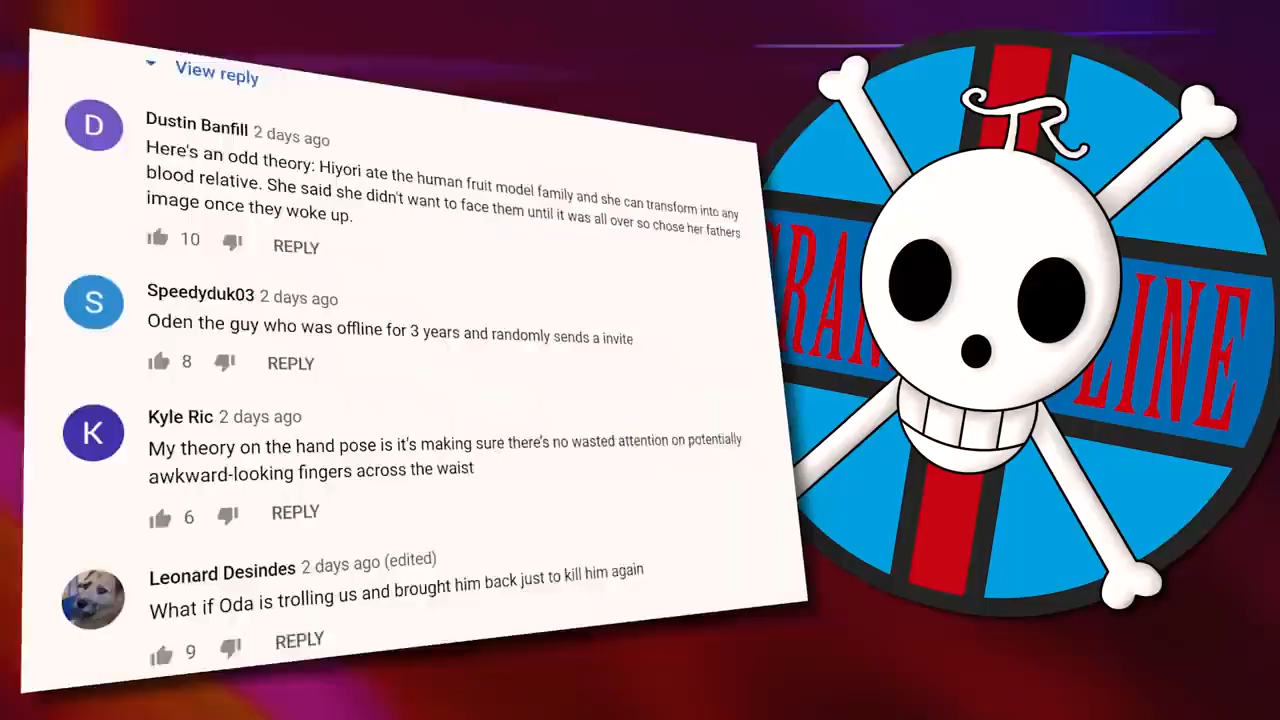 View reply
Dustin Banfill 2 days ago
Here's an odd theory: Hiyori ate the human fruit model family and she can transform into any
blood relative. She said she didn't want to face them until it was all over so chose her fathers
image once they woke up.
10 REPLY
Speedyduk03 2 days ago
Oden the guy who was offline for 3 years and randomly sends a invite
8 REPLY
Kyle Ric 2 days ago
My theory on the hand pose is it's making sure there's no wasted attention on potentially
awkward-looking fingers across the waist
6 REPLY
Leonard Desindes 2 days ago (edited)
What if Oda is trolling us and brought him back just to kill him again
9 REPLY
D
S
K
TR
LINE